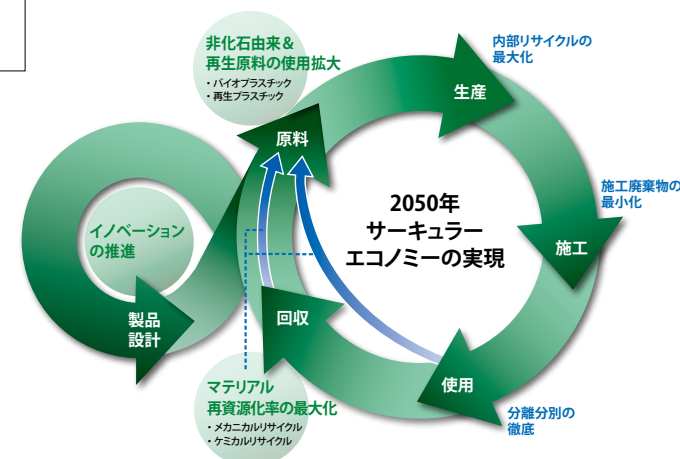 非化石由来＆
再生原料の使用拡大
・バイオプラスチック
・再生プラスチック
内部リサイクルの
最大化
生産
原料
施工廃棄物の
最小化
2050年
サーキュラー
エコノミーの実現
イノベーション
の推進
施工
製品
設計
回収
使用
マテリアル
再資源化率の最大化
・メカニカルリサイクル
・ケミカルリサイクル
分離分別の
徹底